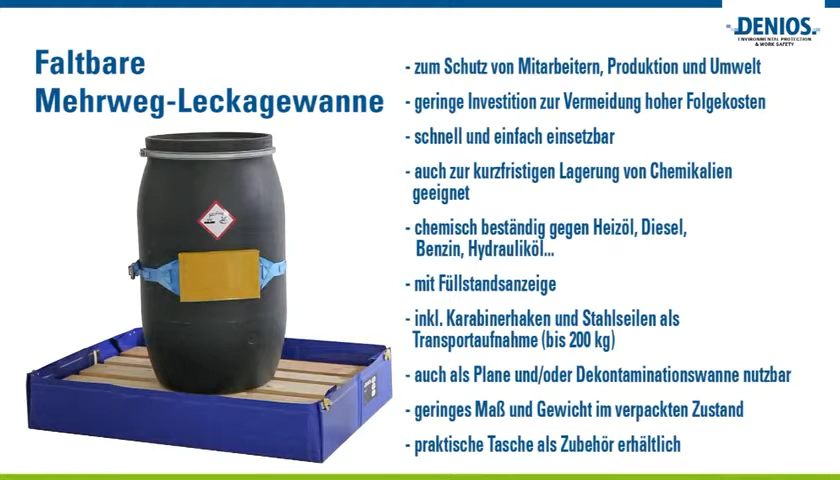 DENIOS.
ENVIRONMENTAL PROTECTION
& WORK SAFETY
Faltbare
Mehrweg-Leckagewanne
- zum Schutz von Mitarbeitern, Produktion und Umwelt
- geringe Investition zur Vermeidung hoher Folgekosten
- schnell und einfach einsetzbar
- auch zur kurzfristigen Lagerung von Chemikalien
geeignet
- chemisch beständig gegen Heizöl, Diesel,
Benzin, Hydrauliköl...
- mit Füllstandsanzeige
- inkl. Karabinerhaken und Stahlseilen als
Transportaufnahme (bis 200 kg)
- auch als Plane und/oder Dekontaminationswanne nutzbar
- geringes Maß und Gewicht im verpackten Zustand
- praktische Tasche als Zubehör erhältlich